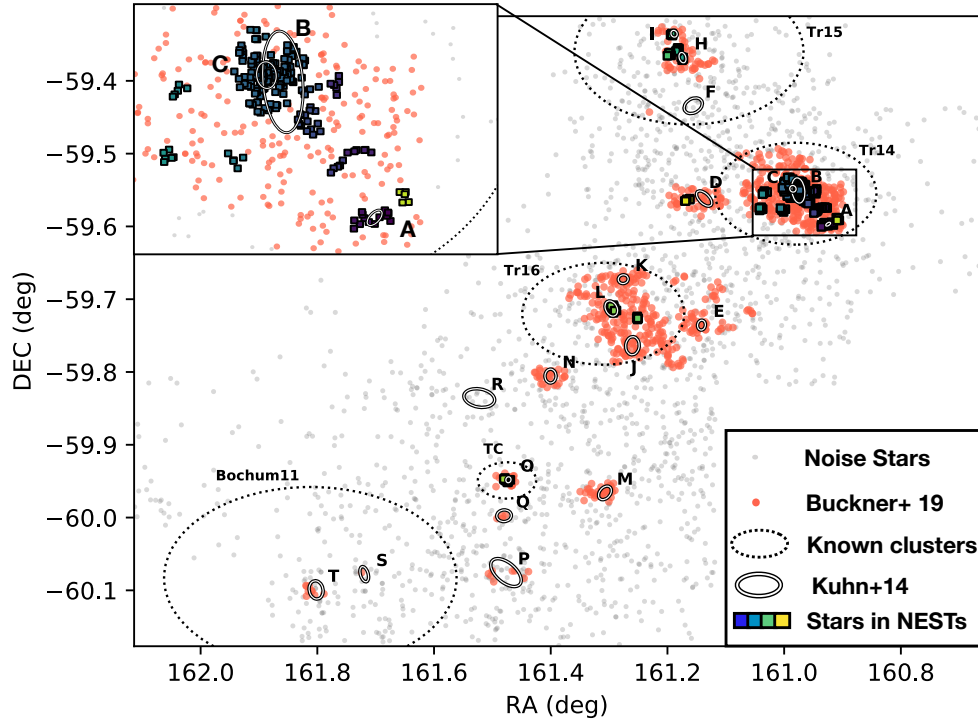 B
C
A
I
H
Tr15
F
Tr14
C
B
D
A
Tr16
K
L
E
J
N
R
TC
O
M
Q
Bochum11
P
S
T
−59.4
−59.5
−59.6
−59.7
−59.8
−59.9
−60.0
−60.1
DEC (deg)
162.0
161.8
161.6
161.4
161.2
161.0
160.8
RA (deg)
Noise Stars
Buckner+ 19
Known clusters
Kuhn+14
Stars in NESTs